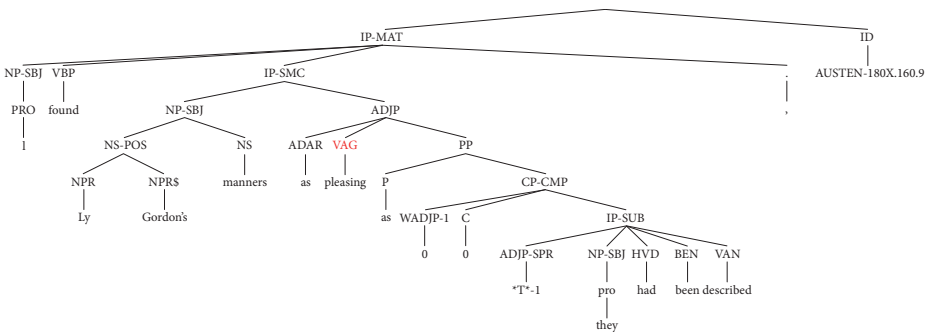 IP-MAT ID
NP-SBJ VBP IP-SMC . AUSTEN-180X.160.9
PRO found NP-SBJ ADJP ,
l NS-POS NS ADAR VAG PP
NPR NPR$ manners as pleasing P CP-CMP
Ly Gordon's as WADJP-1 C IP-SUB
0 0 ADJP-SPR NP-SBJ HVD BEN VAN
*T*-1 pro had been described
they